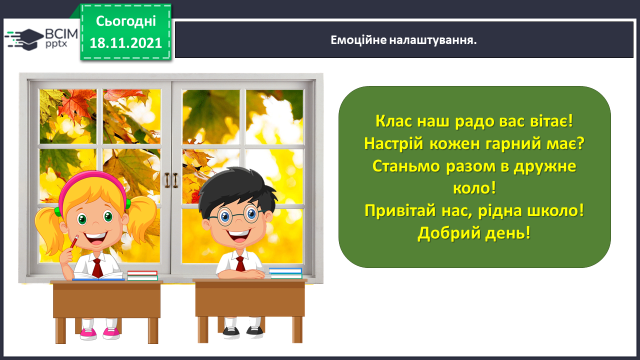 ВСІМ
pptx
Сьогодні
18.11.2021
Емоційне налаштування.
Клас наш радо вас вітає!
Настрій кожен гарний має?
Станьмо разом в дружне
коло!
Привітай нас, рідна школо!
Добрий день!